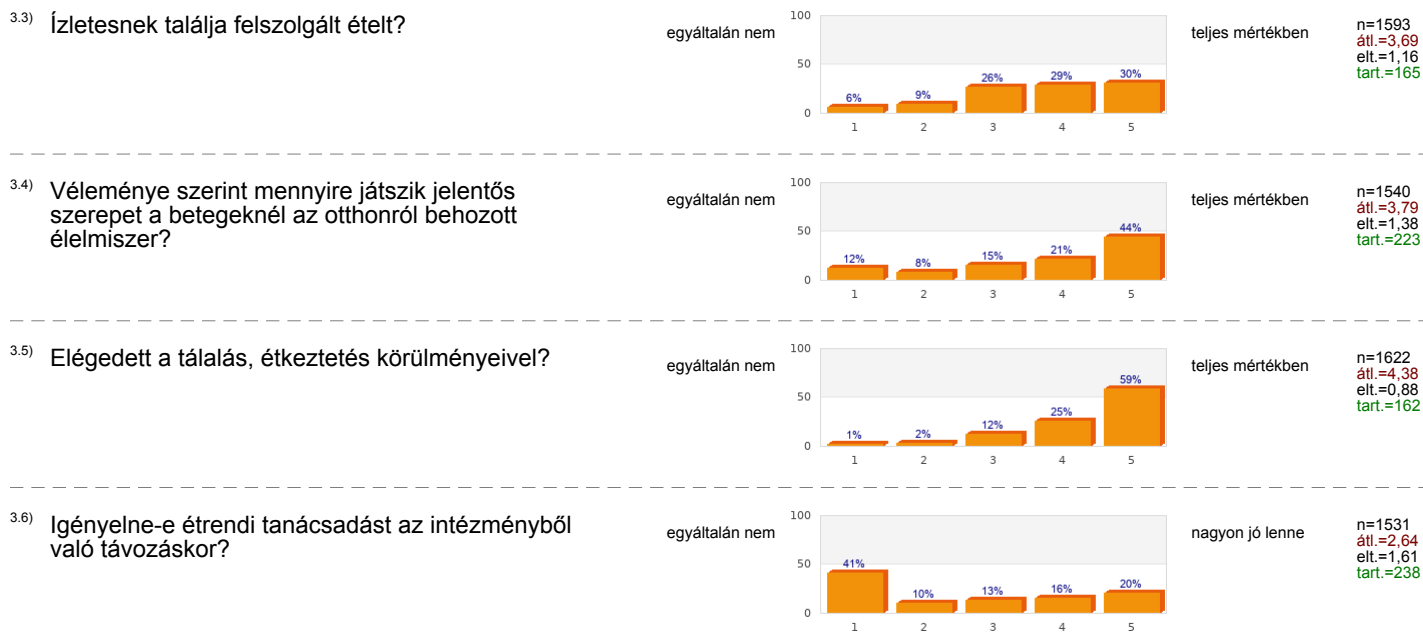 3.3) Ízletesnek találja felszolgált ételt?
egyáltalán nem
100
50
0
6%
9%
26%
29%
30%
1 2 3 4 5
teljes mértékben
n=1593
átl.=3,69
elt.=1,16
tart.=165
3.4) Véleménye szerint mennyire játszik jelentős
szerepet a betegeknél az otthonról behozott
élelmiszer?
egyáltalán nem
100
50
0
12%
8%
15%
21%
44%
1 2 3 4 5
teljes mértékben
n=1540
átl.=3,79
elt.=1,38
tart.=223
3.5) Elégedett a tálalás, étkeztetés körülményeivel?
egyáltalán nem
100
50
0
1%
2%
12%
25%
59%
1 2 3 4 5
teljes mértékben
n=1622
átl.=4,38
elt.=0,88
tart.=162
3.6) Igényelne-e étrendi tanácsadást az intézményből
való távozáskor?
egyáltalán nem
100
50
0
41%
10%
13%
16%
20%
1 2 3 4 5
nagyon jó lenne
n=1531
átl.=2,64
elt.=1,61
tart.=238